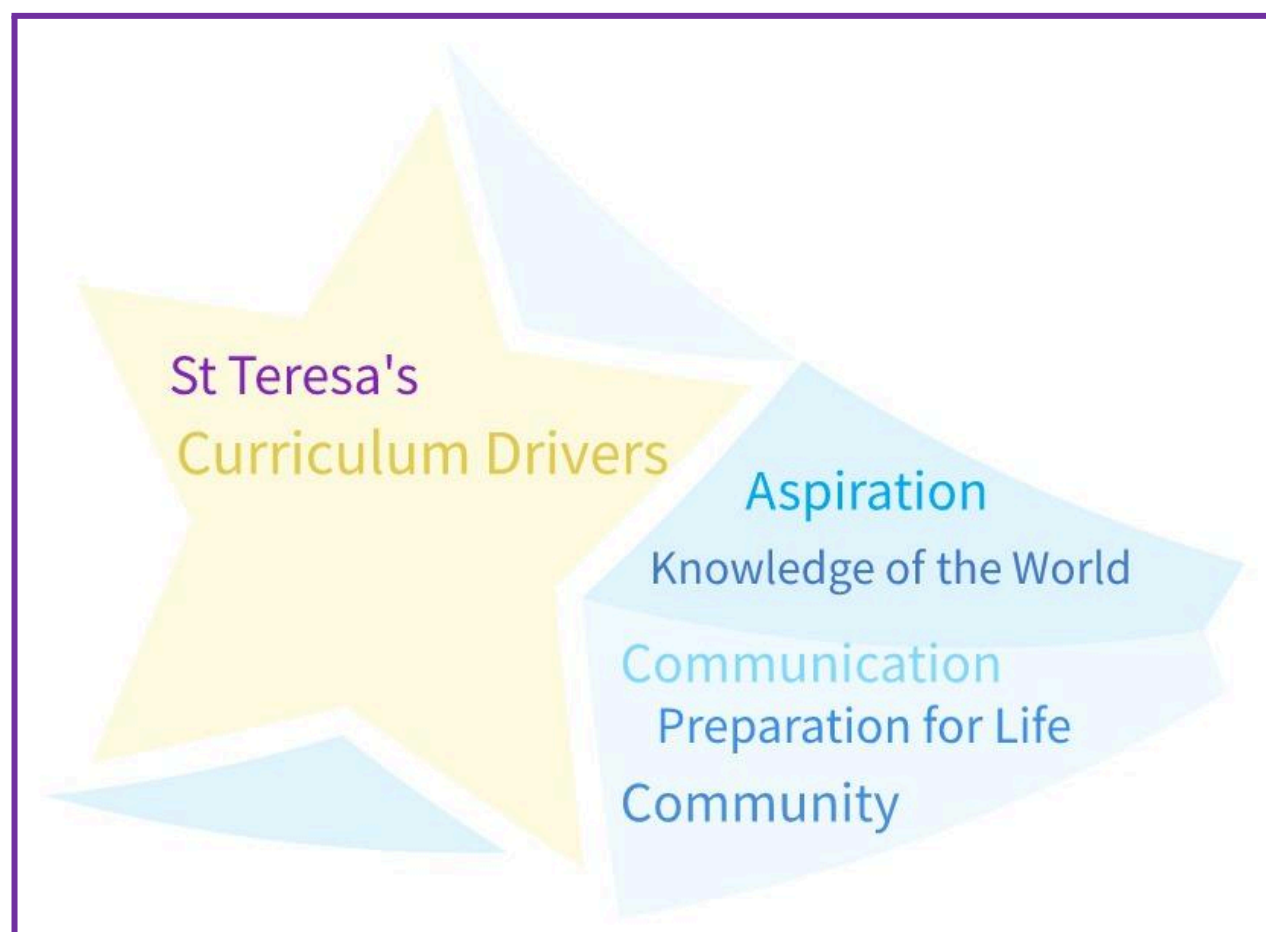 St Teresa's
Curriculum Drivers
Aspiration
Knowledge of the World
Communication
Preparation for Life
Community